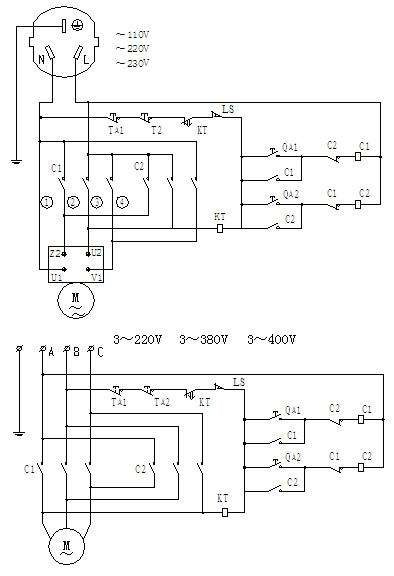 N L
～110V
～220V
～230V
TA1 T2 KT LS
QA1 C2 C1
C1
QA2 C1 C2
C2
KT
C1 C2
① ② ③ ④
Z2 U2
U1 V1
M
～
A B C
3～220V 3～380V 3～400V
TA1 TA2 KT LS
QA1 C2 C1
C1
QA2 C1 C2
C2
C1 C2
KT
M
～